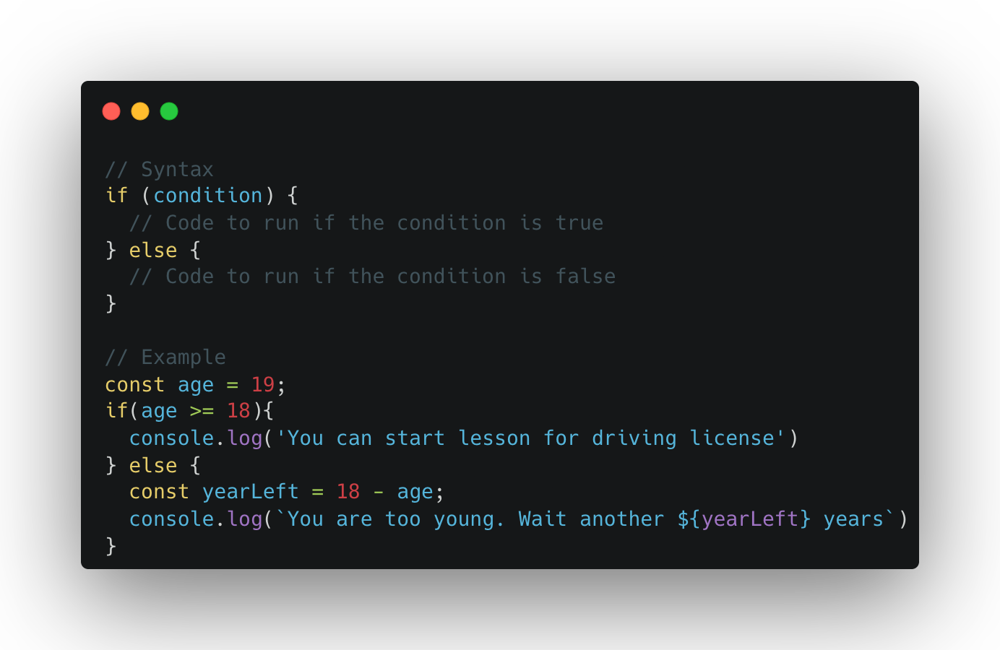 // Syntax
if (condition) {
  // Code to run if the condition is true
} else {
  // Code to run if the condition is false
}

// Example
const age = 19;
if(age >= 18){
  console.log('You can start lesson for driving license')
} else {
  const yearLeft = 18 - age;
  console.log(`You are too young. Wait another ${yearLeft} years`)
}